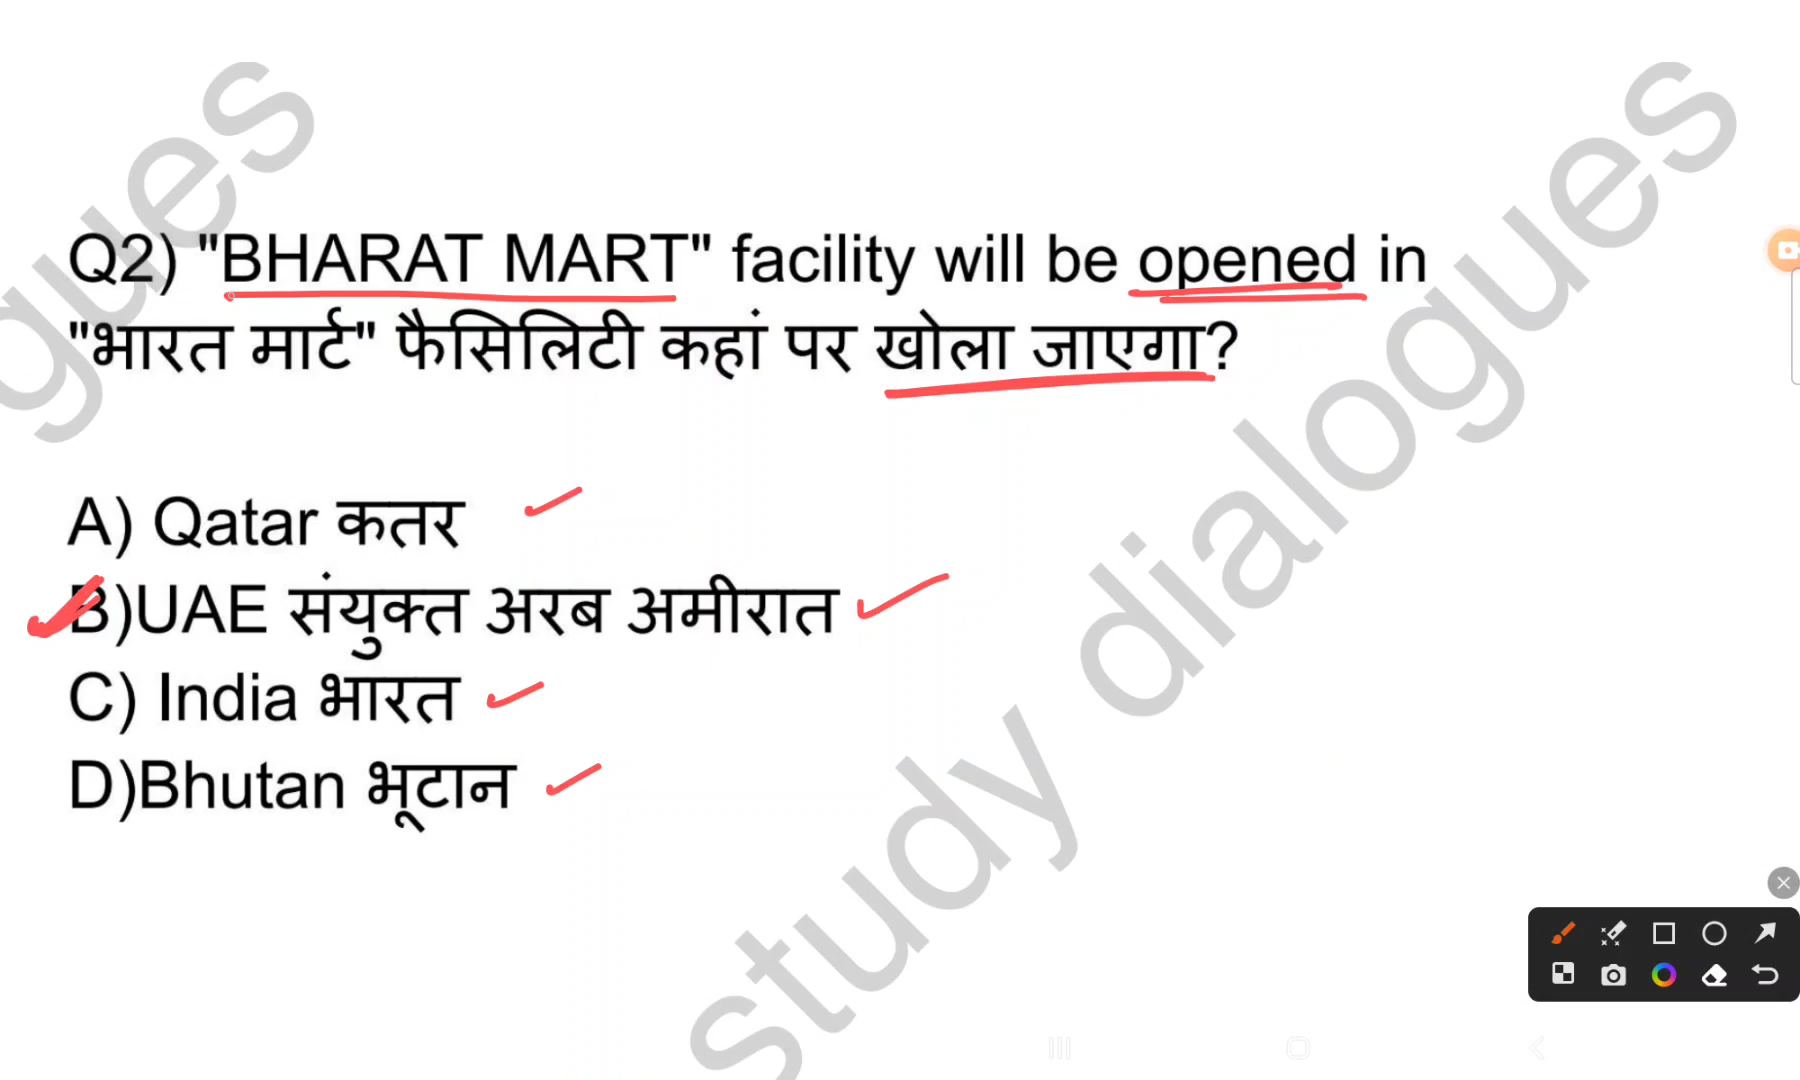 Q2) "BHARAT MART" facility will be opened in
"भारत मार्ट" फैसिलिटी कहां पर खोला जाएगा?
A) Qatar कतर
B)UAE संयुक्त अरब अमीरात
C) India भारत
D)Bhutan भूटान
study dialogues
gues